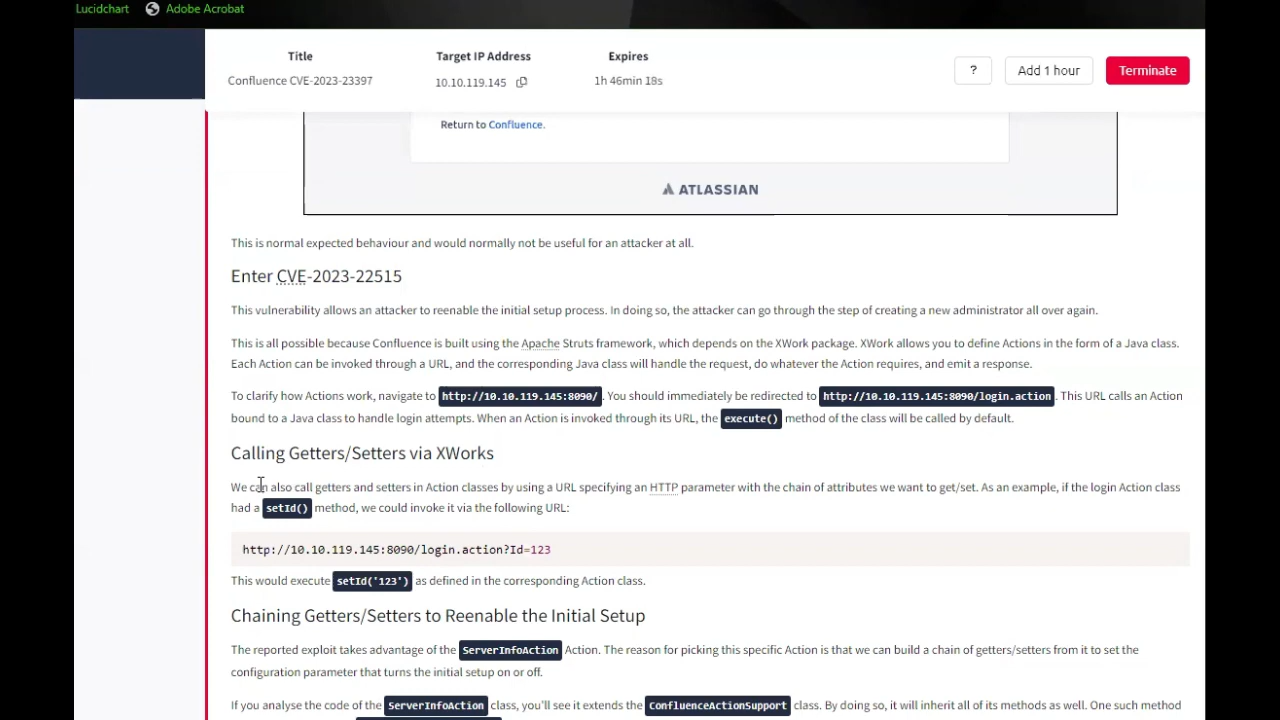 Lucidchart Adobe Acrobat
Title Target IP Address Expires
Confluence CVE-2023-23397 10.10.119.145 1h 46min 18s
? Add 1 hour Terminate
Return to Confluence.
ATLASSIAN
This is normal expected behaviour and would normally not be useful for an attacker at all.
Enter CVE-2023-22515
This vulnerability allows an attacker to reenable the initial setup process. In doing so, the attacker can go through the step of creating a new administrator all over again.
This is all possible because Confluence is built using the Apache Struts framework, which depends on the XWork package. XWork allows you to define Actions in the form of a Java class.
Each Action can be invoked through a URL, and the corresponding Java class will handle the request, do whatever the Action requires, and emit a response.
To clarify how Actions work, navigate to http://10.10.119.145:8090/ . You should immediately be redirected to http://10.10.119.145:8090/login.action . This URL calls an Action
bound to a Java class to handle login attempts. When an Action is invoked through its URL, the execute() method of the class will be called by default.
Calling Getters/Setters via XWorks
We can also call getters and setters in Action classes by using a URL specifying an HTTP parameter with the chain of attributes we want to get/set. As an example, if the login Action class
had a setId() method, we could invoke it via the following URL:
http://10.10.119.145:8090/login.action?Id=123
This would execute setId('123') as defined in the corresponding Action class.
Chaining Getters/Setters to Reenable the Initial Setup
The reported exploit takes advantage of the ServerInfoAction Action. The reason for picking this specific Action is that we can build a chain of getters/setters from it to set the
configuration parameter that turns the initial setup on or off.
If you analyse the code of the ServerInfoAction class, you'll see it extends the ConfluenceActionSupport class. By doing so, it will inherit all of its methods as well. One such method